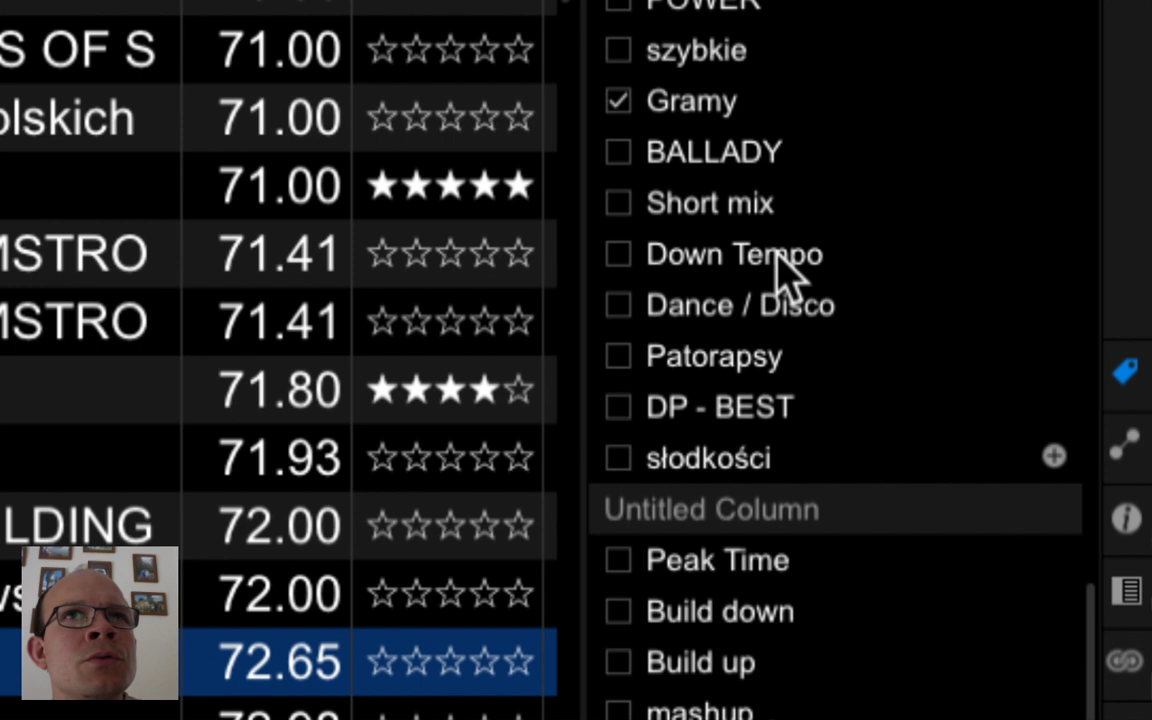 POWER
S OF S 71.00 ☆☆☆☆☆
szybkie
olskich 71.00 ☆☆☆☆☆
Gramy
BALLADY
71.00 ★★★★★
Short mix
MSTRO 71.41 ☆☆☆☆☆
Down Tempo
MSTRO 71.41 ☆☆☆☆☆
Dance / Disco
Patorapsy
71.80 ★★★★☆
DP - BEST
71.93 ☆☆☆☆☆
słodkości
LDING 72.00 ☆☆☆☆☆
Untitled Column
Peak Time
ws 72.00 ☆☆☆☆☆
Build down
72.65 ☆☆☆☆☆
Build up
mashup